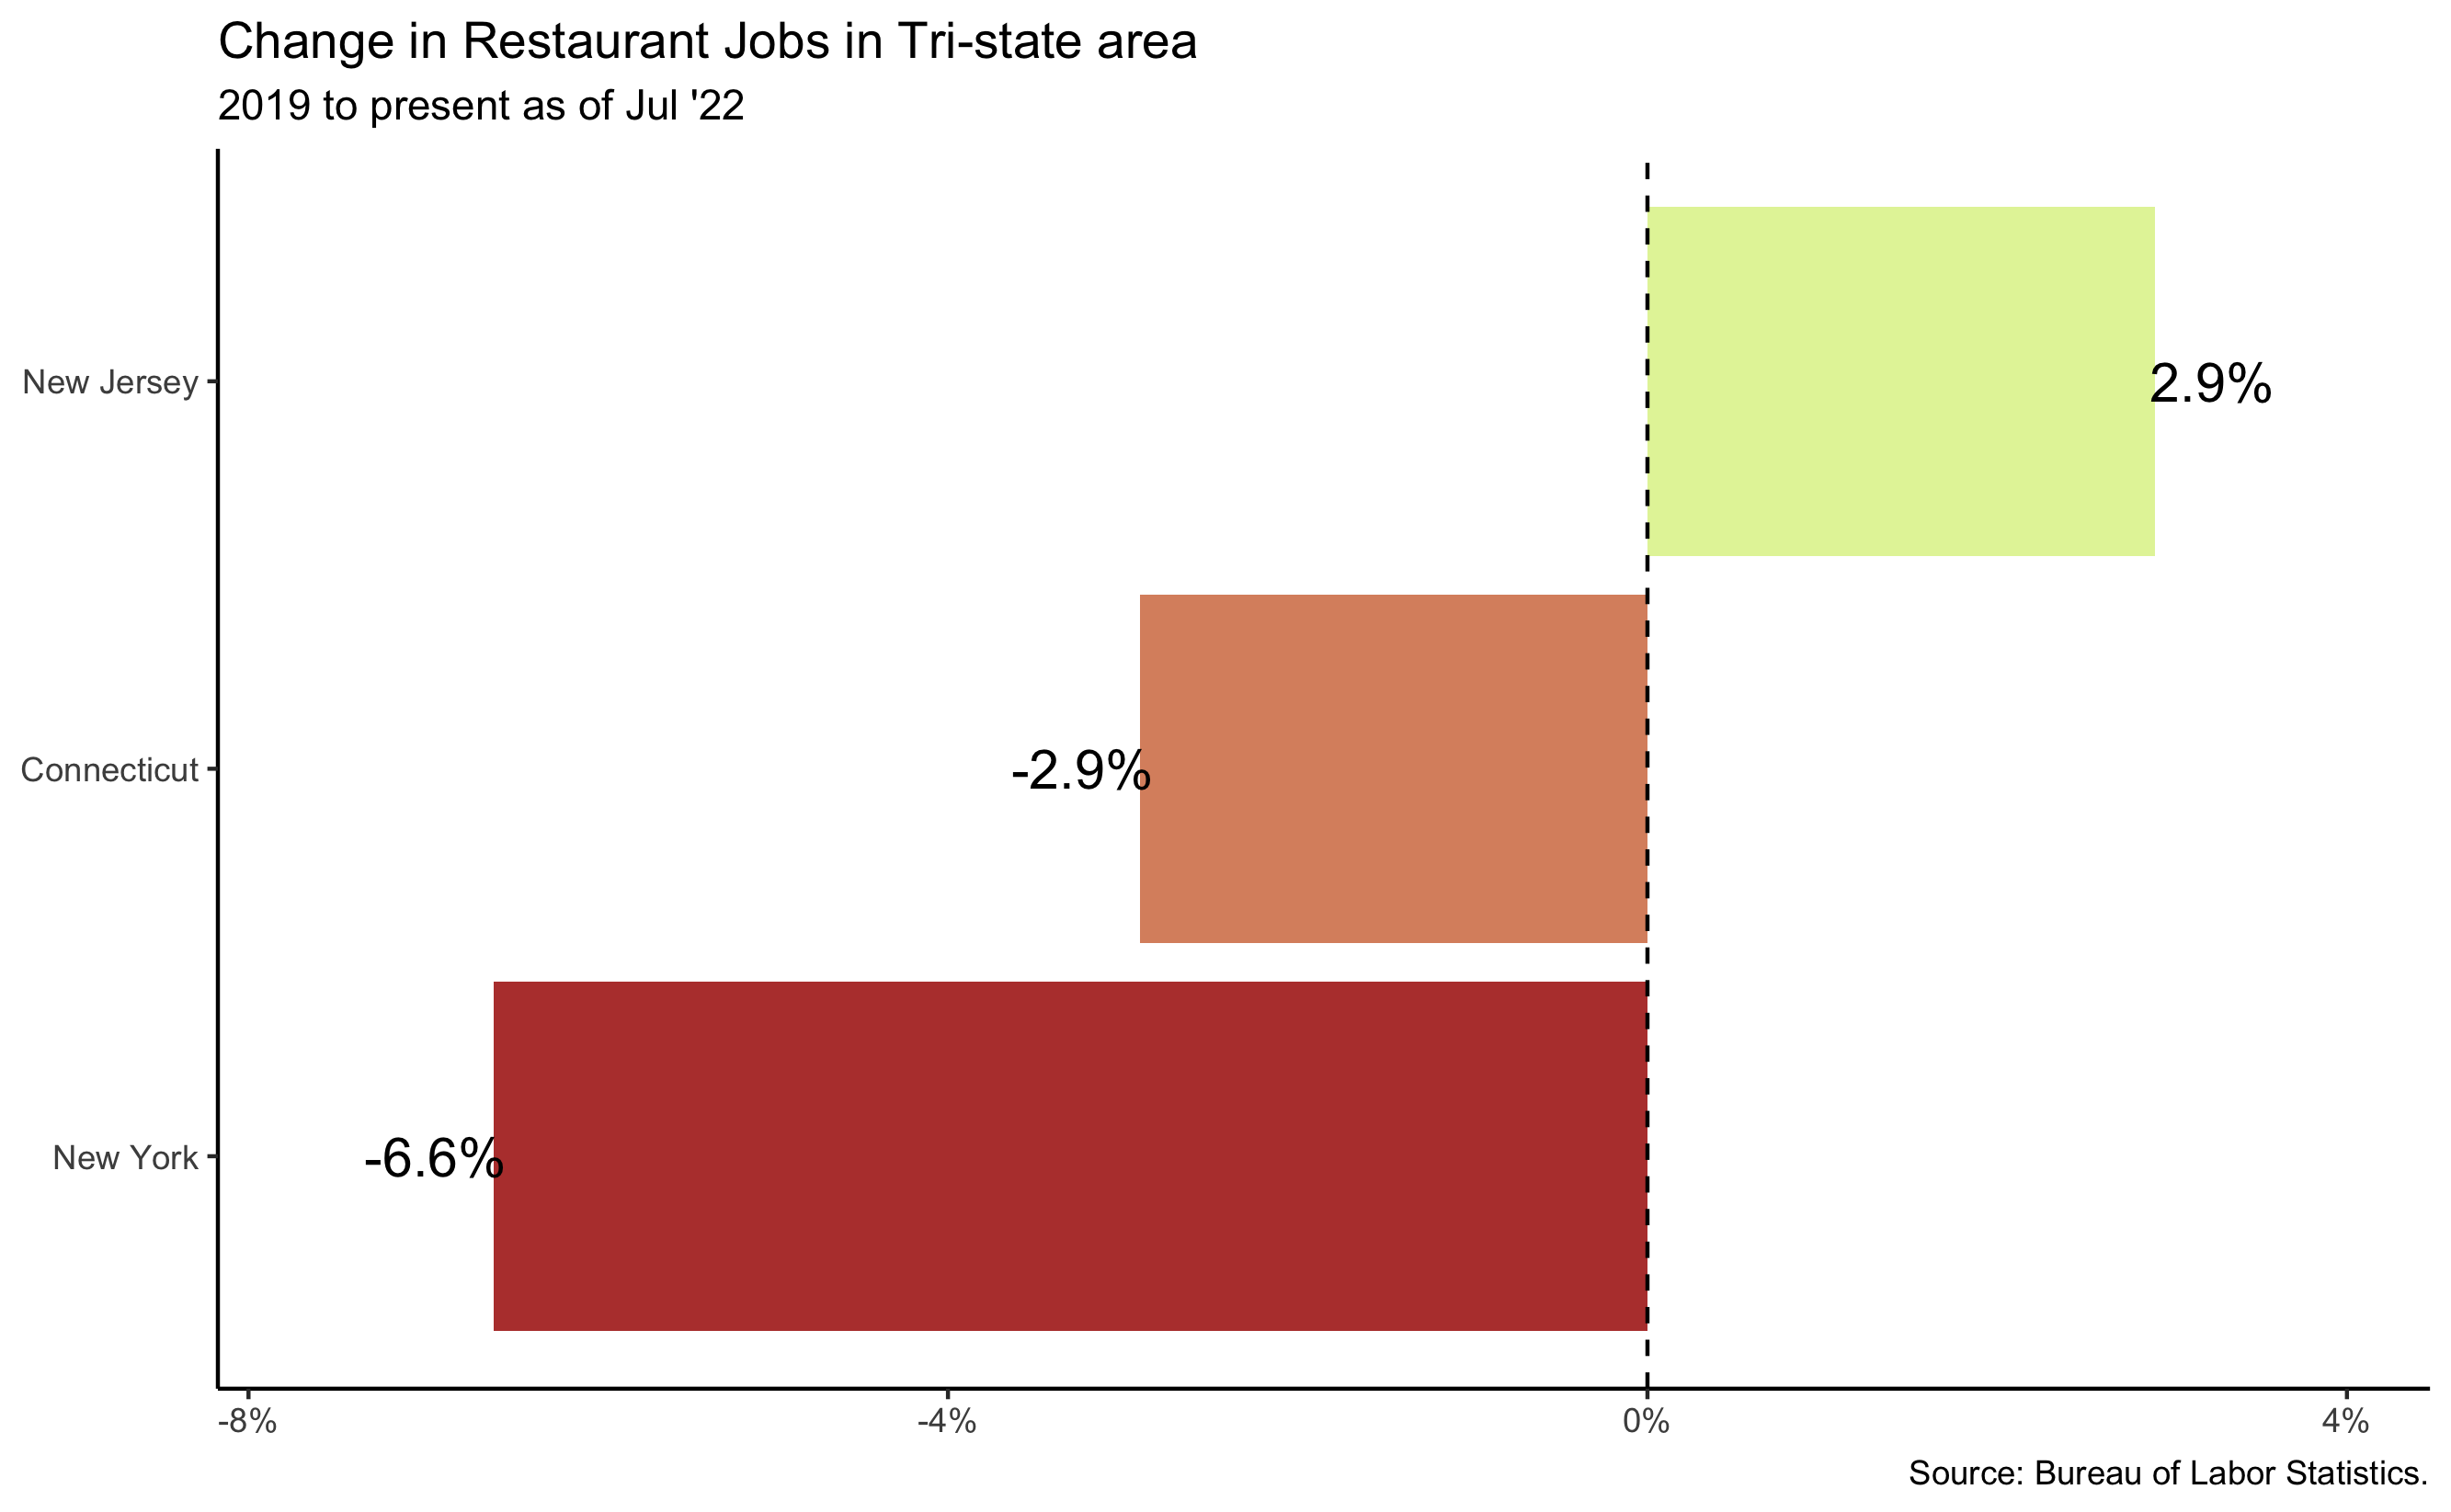 Change in Restaurant Jobs in Tri-state area
2019 to present as of Jul '22
New Jersey
2.9%
Connecticut
-2.9%
New York
-6.6%
-8%
-4%
0%
4%
Source: Bureau of Labor Statistics.